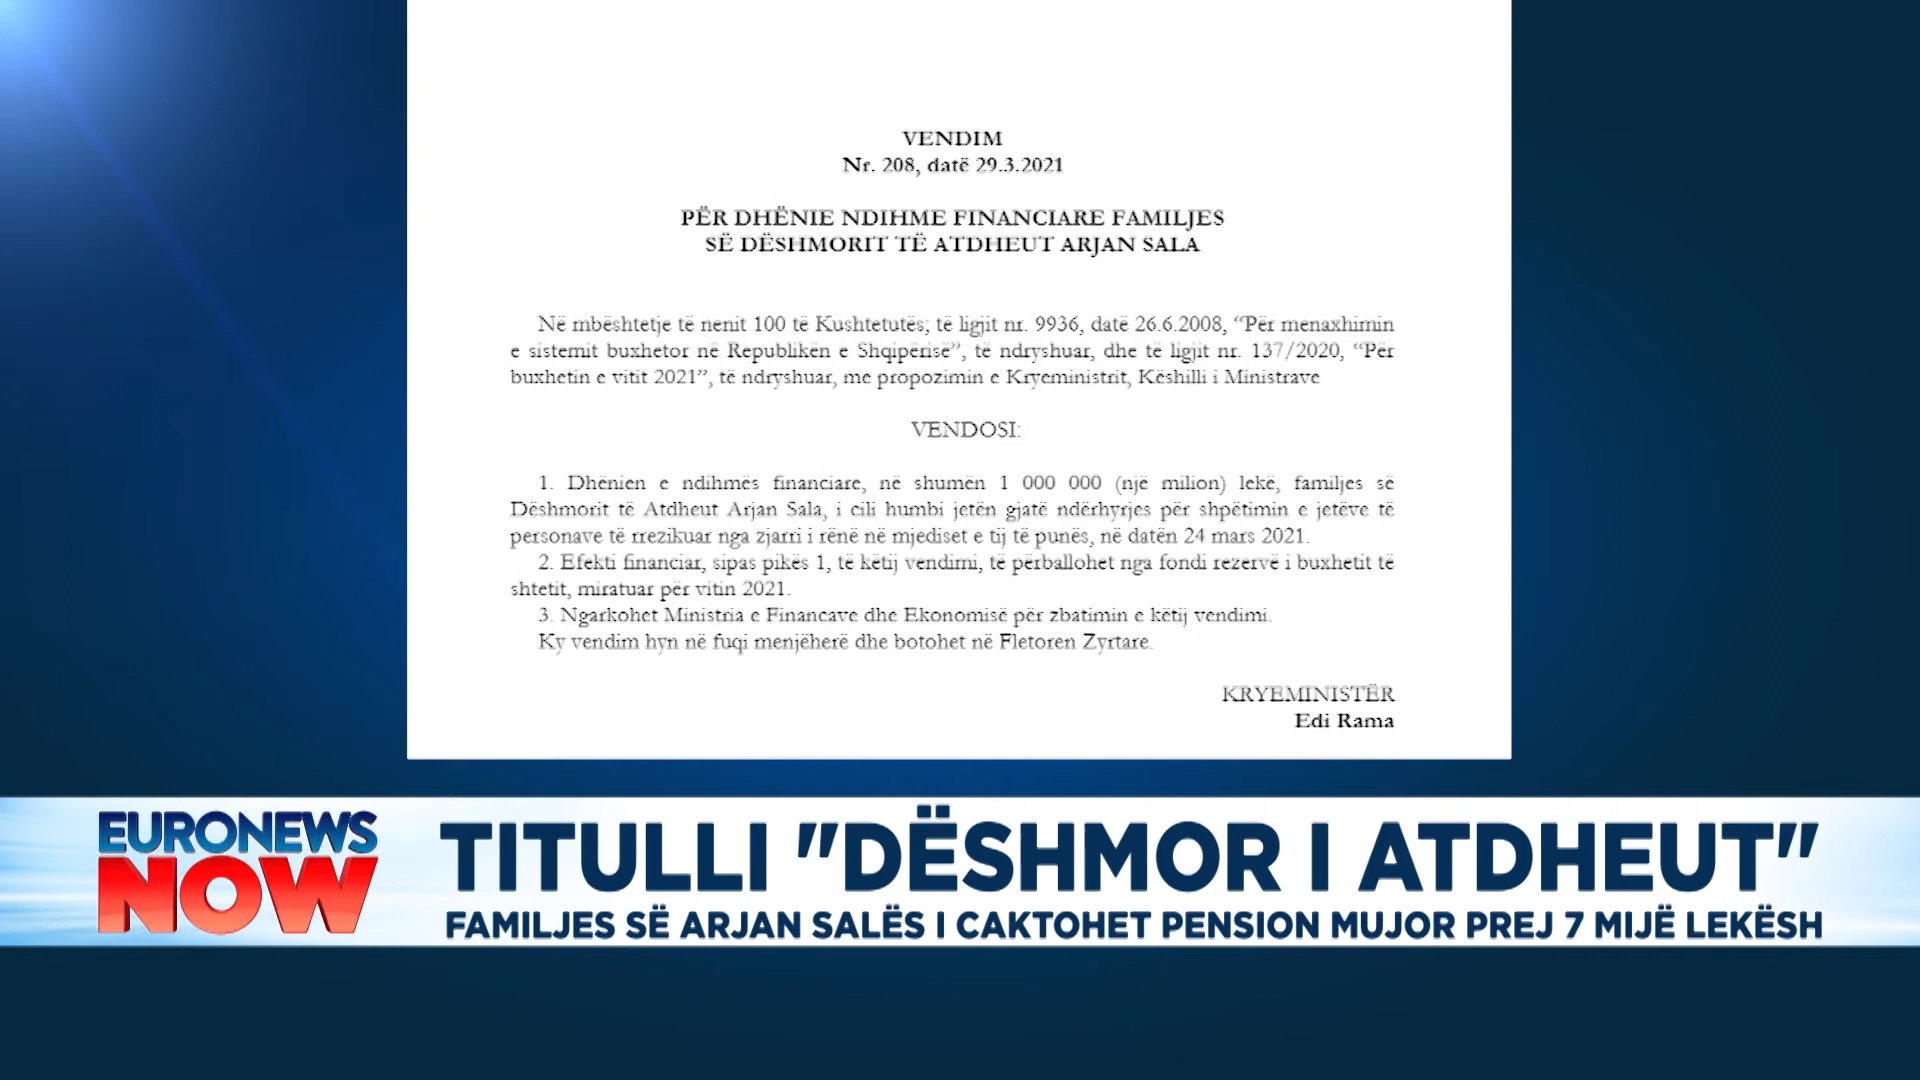 VENDIM
Nr. 208, datë 29.3.2021
PËR DHËNIE NDIHME FINANCIARE FAMILJES
SË DËSHMORIT TË ATDHEUT ARJAN SALA
Në mbështetje të nenit 100 të Kushtetutës; të ligjit nr. 9936, datë 26.6.2008, “Për menaxhimin
e sistemit buxhetor në Republikën e Shqipërisë”, të ndryshuar, dhe të ligjit nr. 137/2020, “Për
buxhetin e vitit 2021”, të ndryshuar, me propozimin e Kryeministrit, Këshilli i Ministrave
VENDOSI:
1. Dhënien e ndihmës financiare, në shumën 1 000 000 (një milion) lekë, familjes së
Dëshmorit të Atdheut Arjan Sala, i cili humbi jetën gjatë ndërhyrjes për shpëtimin e jetëve të
personave të rrezikuar nga zjarri i rënë në mjediset e tij të punës, në datën 24 mars 2021.
2. Efekti financiar, sipas pikës 1, të këtij vendimi, të përballohet nga fondi rezervë i buxhetit të
shtetit, miratuar për vitin 2021.
3. Ngarkohet Ministria e Financave dhe Ekonomisë për zbatimin e këtij vendimi.
Ky vendim hyn në fuqi menjëherë dhe botohet në Fletoren Zyrtare.
KRYEMINISTËR
Edi Rama
EURONEWS
NOW
TITULLI "DËSHMOR I ATDHEUT"
FAMILJES SË ARJAN SALËS I CAKTOHET PENSION MUJOR PREJ 7 MIJË LEKËSH